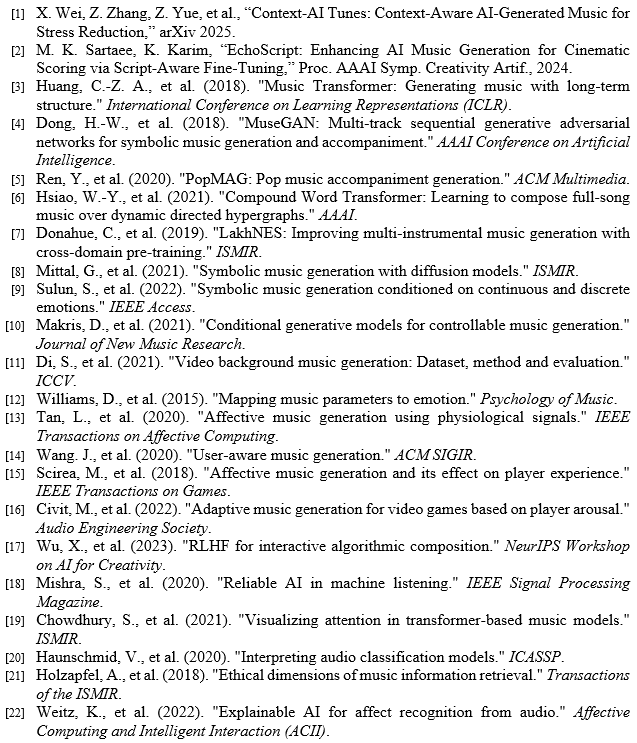 [1] X. Wei, Z. Zhang, Z. Yue, et al., “Context-AI Tunes: Context-Aware AI-Generated Music for
Stress Reduction,” arXiv 2025.
[2] M. K. Sartaee, K. Karim, “EchoScript: Enhancing AI Music Generation for Cinematic
Scoring via Script-Aware Fine-Tuning,” Proc. AAAI Symp. Creativity Artif., 2024.
[3] Huang, C.-Z. A., et al. (2018). "Music Transformer: Generating music with long-term
structure." International Conference on Learning Representations (ICLR).
[4] Dong, H.-W., et al. (2018). "MuseGAN: Multi-track sequential generative adversarial
networks for symbolic music generation and accompaniment." AAAI Conference on Artificial
Intelligence.
[5] Ren, Y., et al. (2020). "PopMAG: Pop music accompaniment generation." ACM Multimedia.
[6] Hsiao, W.-Y., et al. (2021). "Compound Word Transformer: Learning to compose full-song
music over dynamic directed hypergraphs." AAAI.
[7] Donahue, C., et al. (2019). "LakhNES: Improving multi-instrumental music generation with
cross-domain pre-training." ISMIR.
[8] Mittal, G., et al. (2021). "Symbolic music generation with diffusion models." ISMIR.
[9] Sulun, S., et al. (2022). "Symbolic music generation conditioned on continuous and discrete
emotions." IEEE Access.
[10] Makris, D., et al. (2021). "Conditional generative models for controllable music generation."
Journal of New Music Research.
[11] Di, S., et al. (2021). "Video background music generation: Dataset, method and evaluation."
ICCV.
[12] Williams, D., et al. (2015). "Mapping music parameters to emotion." Psychology of Music.
[13] Tan, L., et al. (2020). "Affective music generation using physiological signals." IEEE
Transactions on Affective Computing.
[14] Wang. J., et al. (2020). "User-aware music generation." ACM SIGIR.
[15] Scirea, M., et al. (2018). "Affective music generation and its effect on player experience."
IEEE Transactions on Games.
[16] Civit, M., et al. (2022). "Adaptive music generation for video games based on player arousal."
Audio Engineering Society.
[17] Wu, X., et al. (2023). "RLHF for interactive algorithmic composition." NeurIPS Workshop
on AI for Creativity.
[18] Mishra, S., et al. (2020). "Reliable AI in machine listening." IEEE Signal Processing
Magazine.
[19] Chowdhury, S., et al. (2021). "Visualizing attention in transformer-based music models."
ISMIR.
[20] Haunschmid, V., et al. (2020). "Interpreting audio classification models." ICASSP.
[21] Holzapfel, A., et al. (2018). "Ethical dimensions of music information retrieval." Transactions
of the ISMIR.
[22] Weitz, K., et al. (2022). "Explainable AI for affect recognition from audio." Affective
Computing and Intelligent Interaction (ACII).